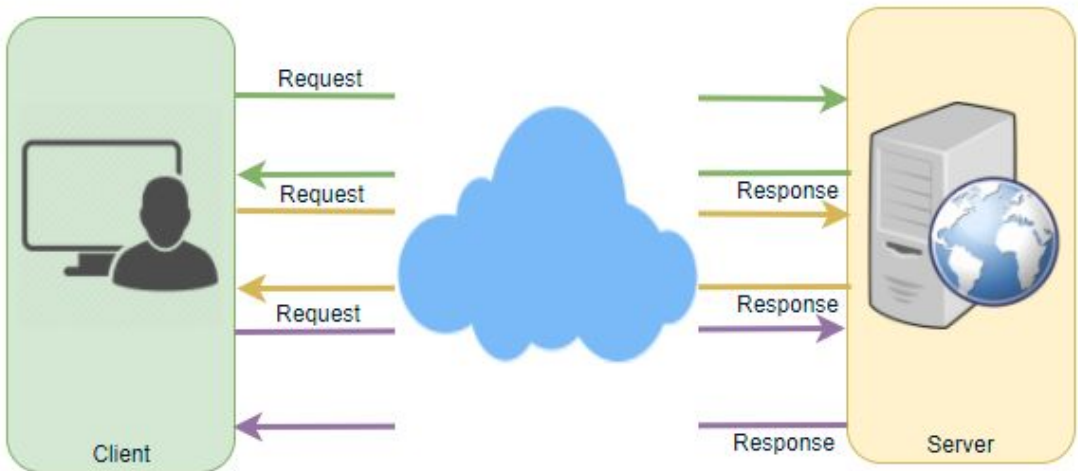 Request
Response
Request
Response
Request
Response
Client
Server